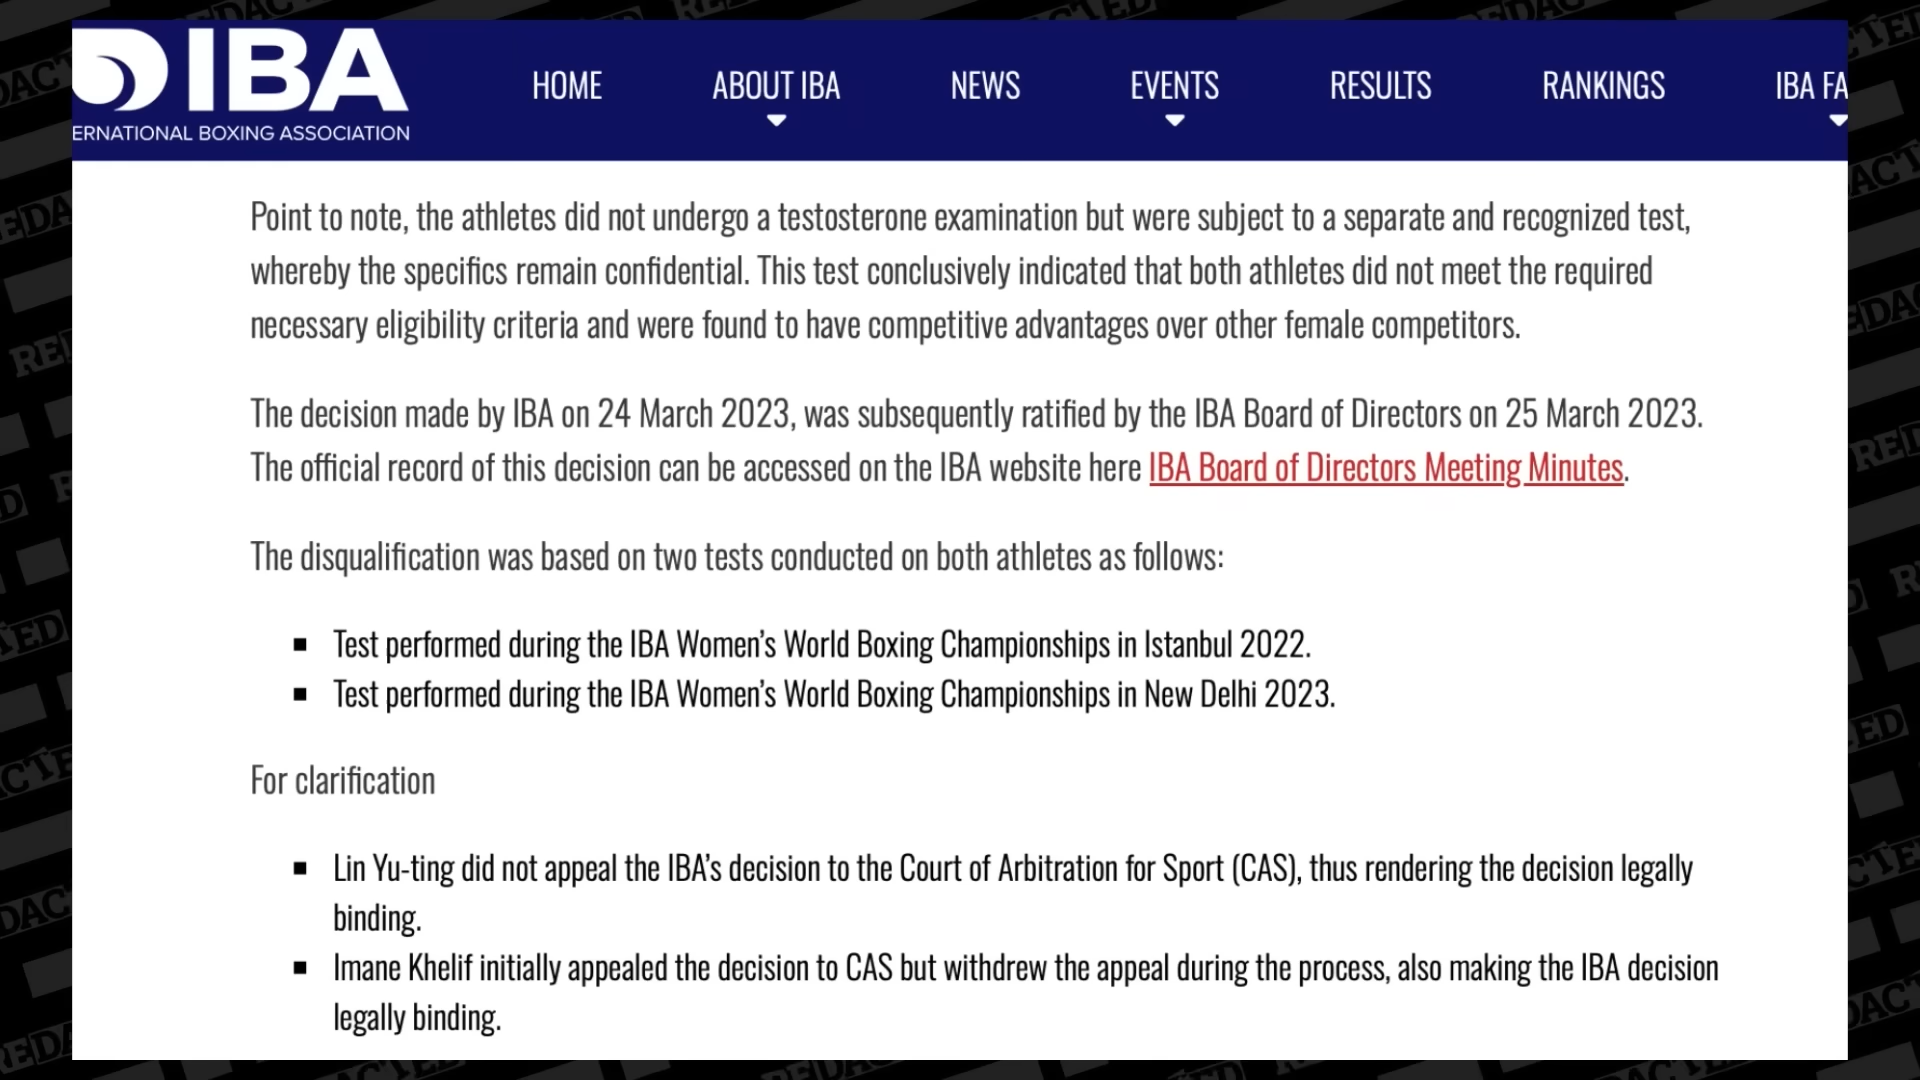 IBA
ERNATIONAL BOXING ASSOCIATION
HOME
ABOUT IBA
NEWS
EVENTS
RESULTS
RANKINGS
IBA FA
Point to note, the athletes did not undergo a testosterone examination but were subject to a separate and recognized test,
whereby the specifics remain confidential. This test conclusively indicated that both athletes did not meet the required
necessary eligibility criteria and were found to have competitive advantages over other female competitors.
The decision made by IBA on 24 March 2023, was subsequently ratified by the IBA Board of Directors on 25 March 2023.
The official record of this decision can be accessed on the IBA website here IBA Board of Directors Meeting Minutes.
The disqualification was based on two tests conducted on both athletes as follows:
▪ Test performed during the IBA Women’s World Boxing Championships in Istanbul 2022.
▪ Test performed during the IBA Women’s World Boxing Championships in New Delhi 2023.
For clarification
▪ Lin Yu-ting did not appeal the IBA’s decision to the Court of Arbitration for Sport (CAS), thus rendering the decision legally
binding.
▪ Imane Khelif initially appealed the decision to CAS but withdrew the appeal during the process, also making the IBA decision
legally binding.